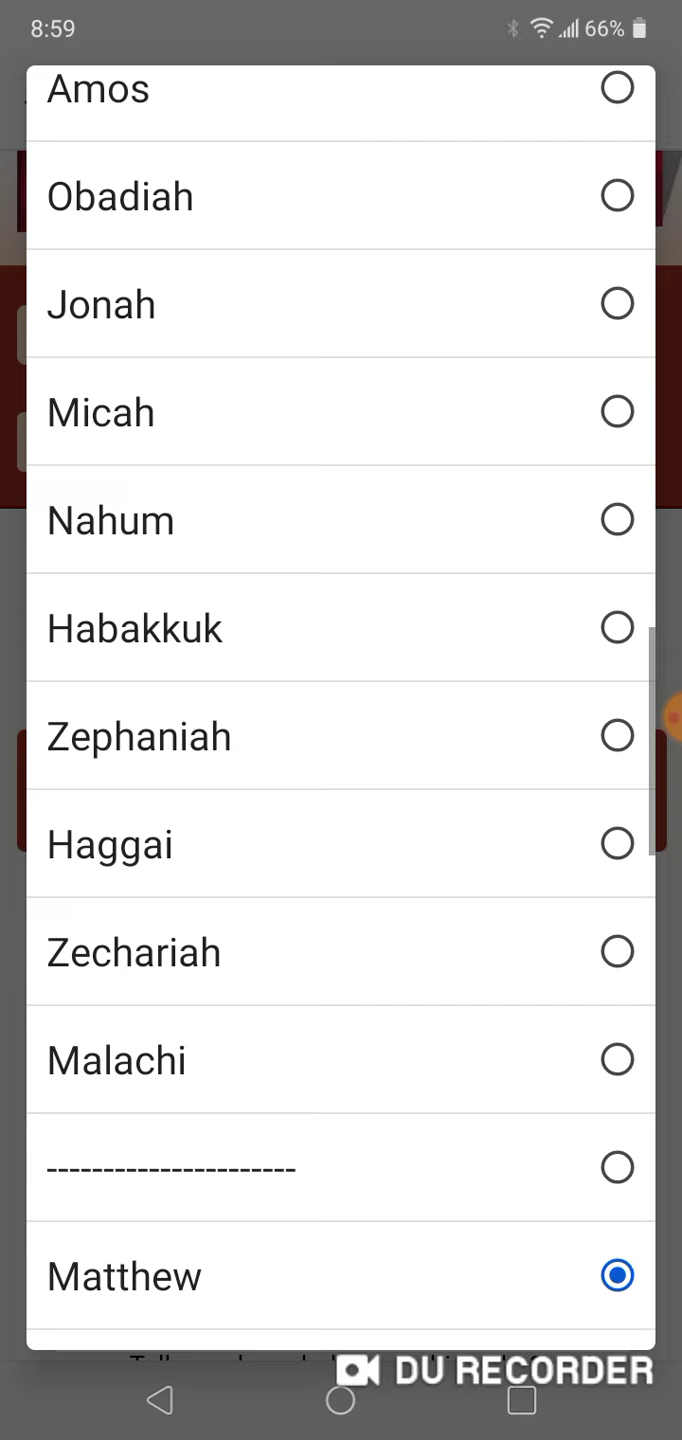 8:59
66%
Amos
Obadiah
Jonah
Micah
Nahum
Habakkuk
Zephaniah
Haggai
Zechariah
Malachi
----------------------
Matthew
DU RECORDER